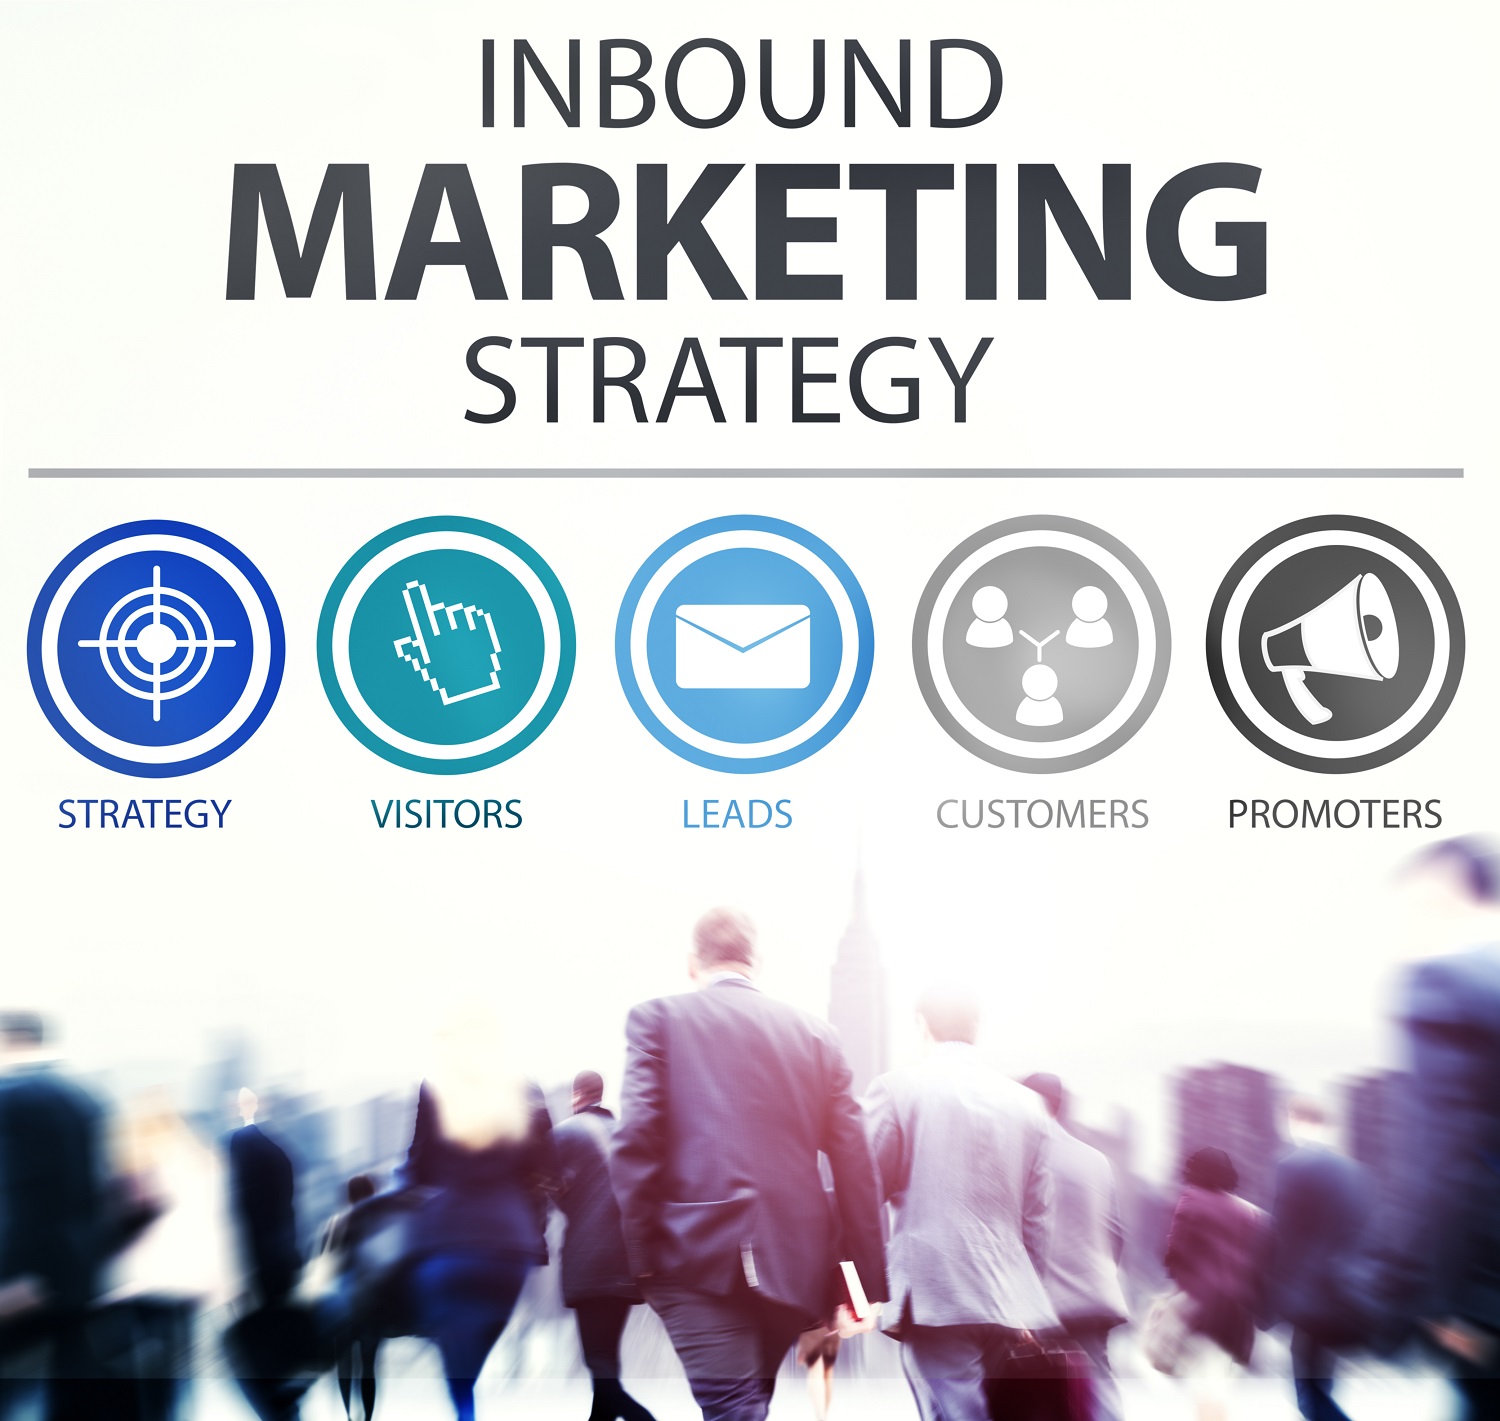 INBOUND
MARKETING
STRATEGY
STRATEGY
VISITORS
LEADS
CUSTOMERS
PROMOTERS